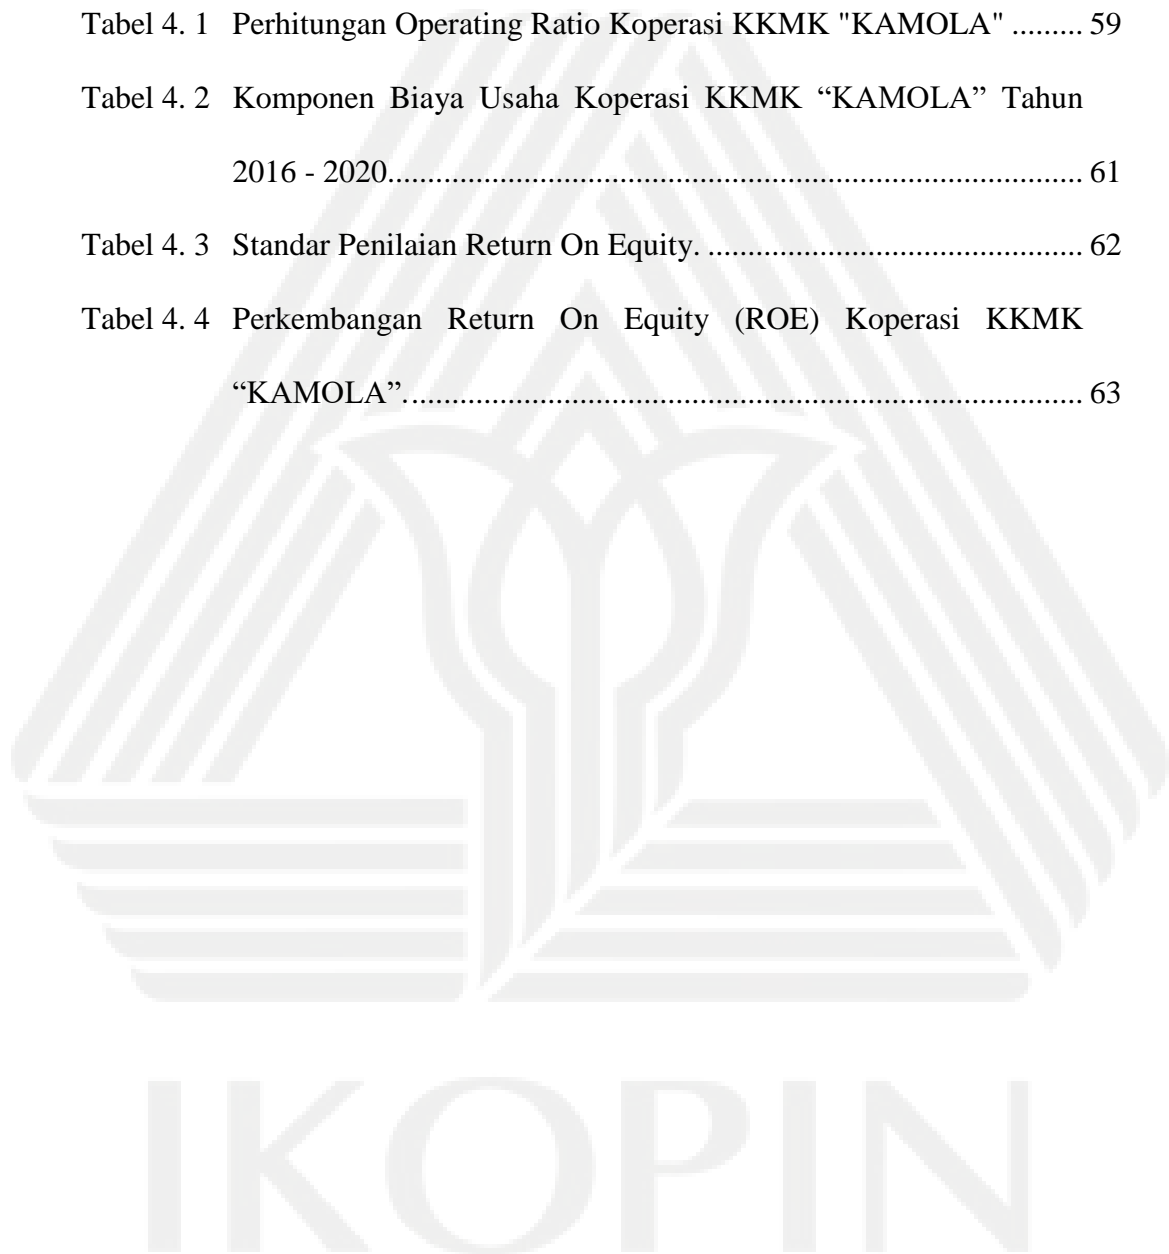 Tabel 4. 1 Perhitungan Operating Ratio Koperasi KKMK "KAMOLA" ......... 59
Tabel 4. 2 Komponen Biaya Usaha Koperasi KKMK “KAMOLA” Tahun
2016 - 2020....................................................................................... 61
Tabel 4. 3 Standar Penilaian Return On Equity. ............................................... 62
Tabel 4. 4 Perkembangan Return On Equity (ROE) Koperasi KKMK
“KAMOLA”.................................................................................... 63
IKOPIN